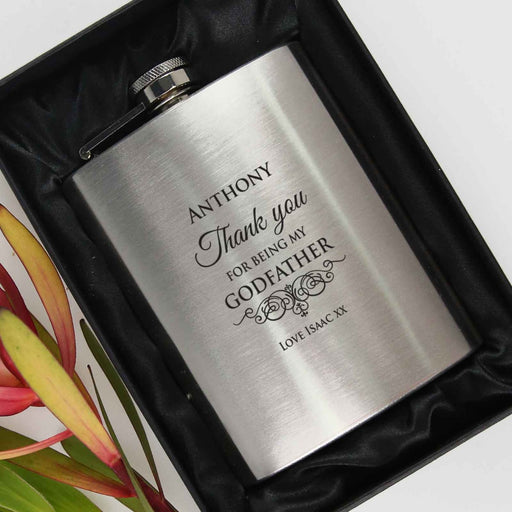 ANTHONY
Thank you
FOR BEING MY
GODFATHER
LOVE ISAAC XX